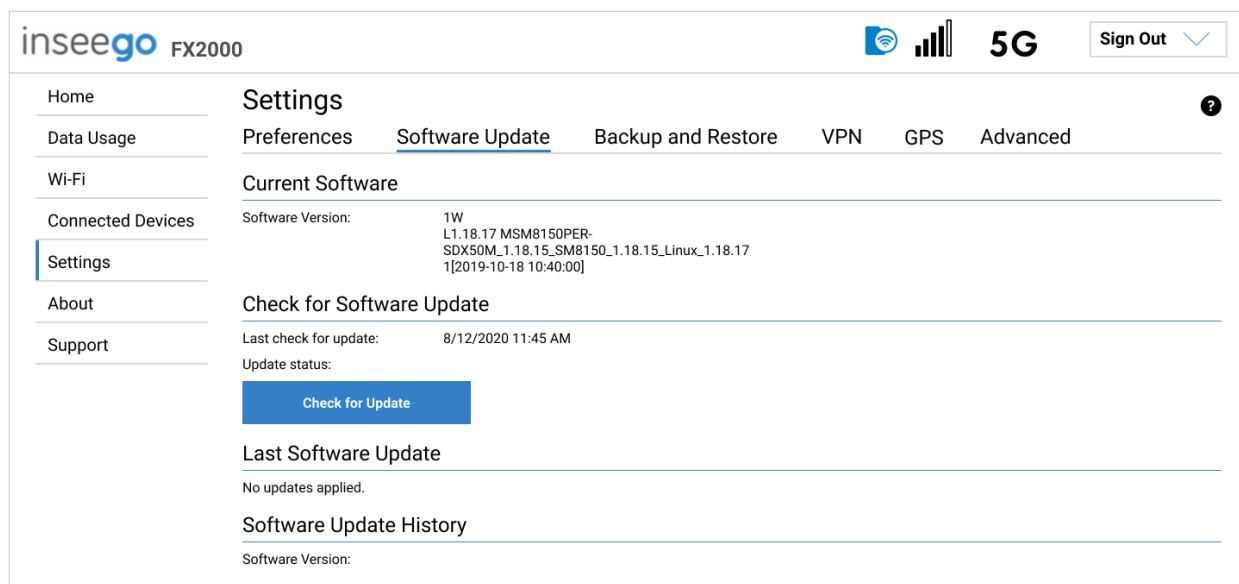 inseego FX2000
5G
Sign Out
Home
Data Usage
Wi-Fi
Connected Devices
Settings
About
Support
Settings
?
Preferences Software Update Backup and Restore VPN GPS Advanced
Current Software
Software Version: 1W
L1.18.17 MSM8150PER-
SDX50M_1.18.15_SM8150_1.18.15_Linux_1.18.17
1[2019-10-18 10:40:00]
Check for Software Update
Last check for update: 8/12/2020 11:45 AM
Update status:
Check for Update
Last Software Update
No updates applied.
Software Update History
Software Version: